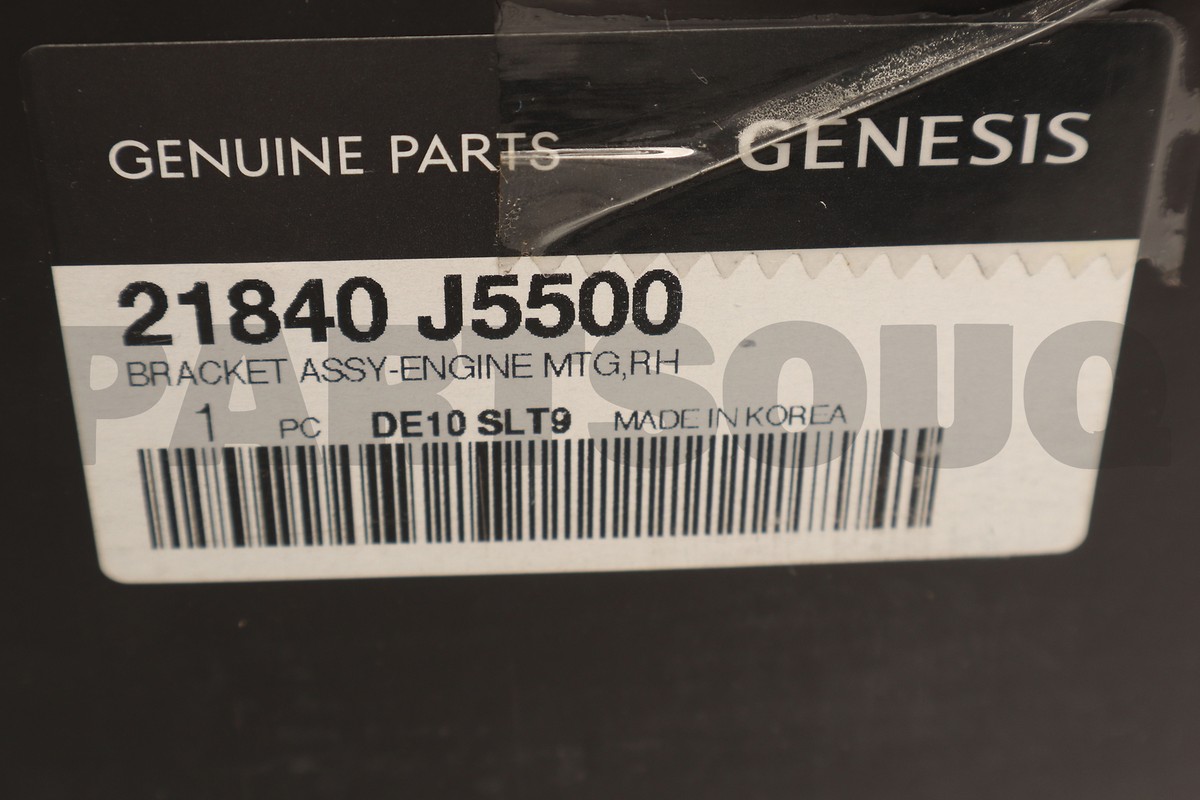 GENUINE PARTS GENESIS
21840 J5500
BRACKET ASSY-ENGINE MTG,RH
1 PC DE10 SLT9 MADE IN KOREA
PARTSOUQ